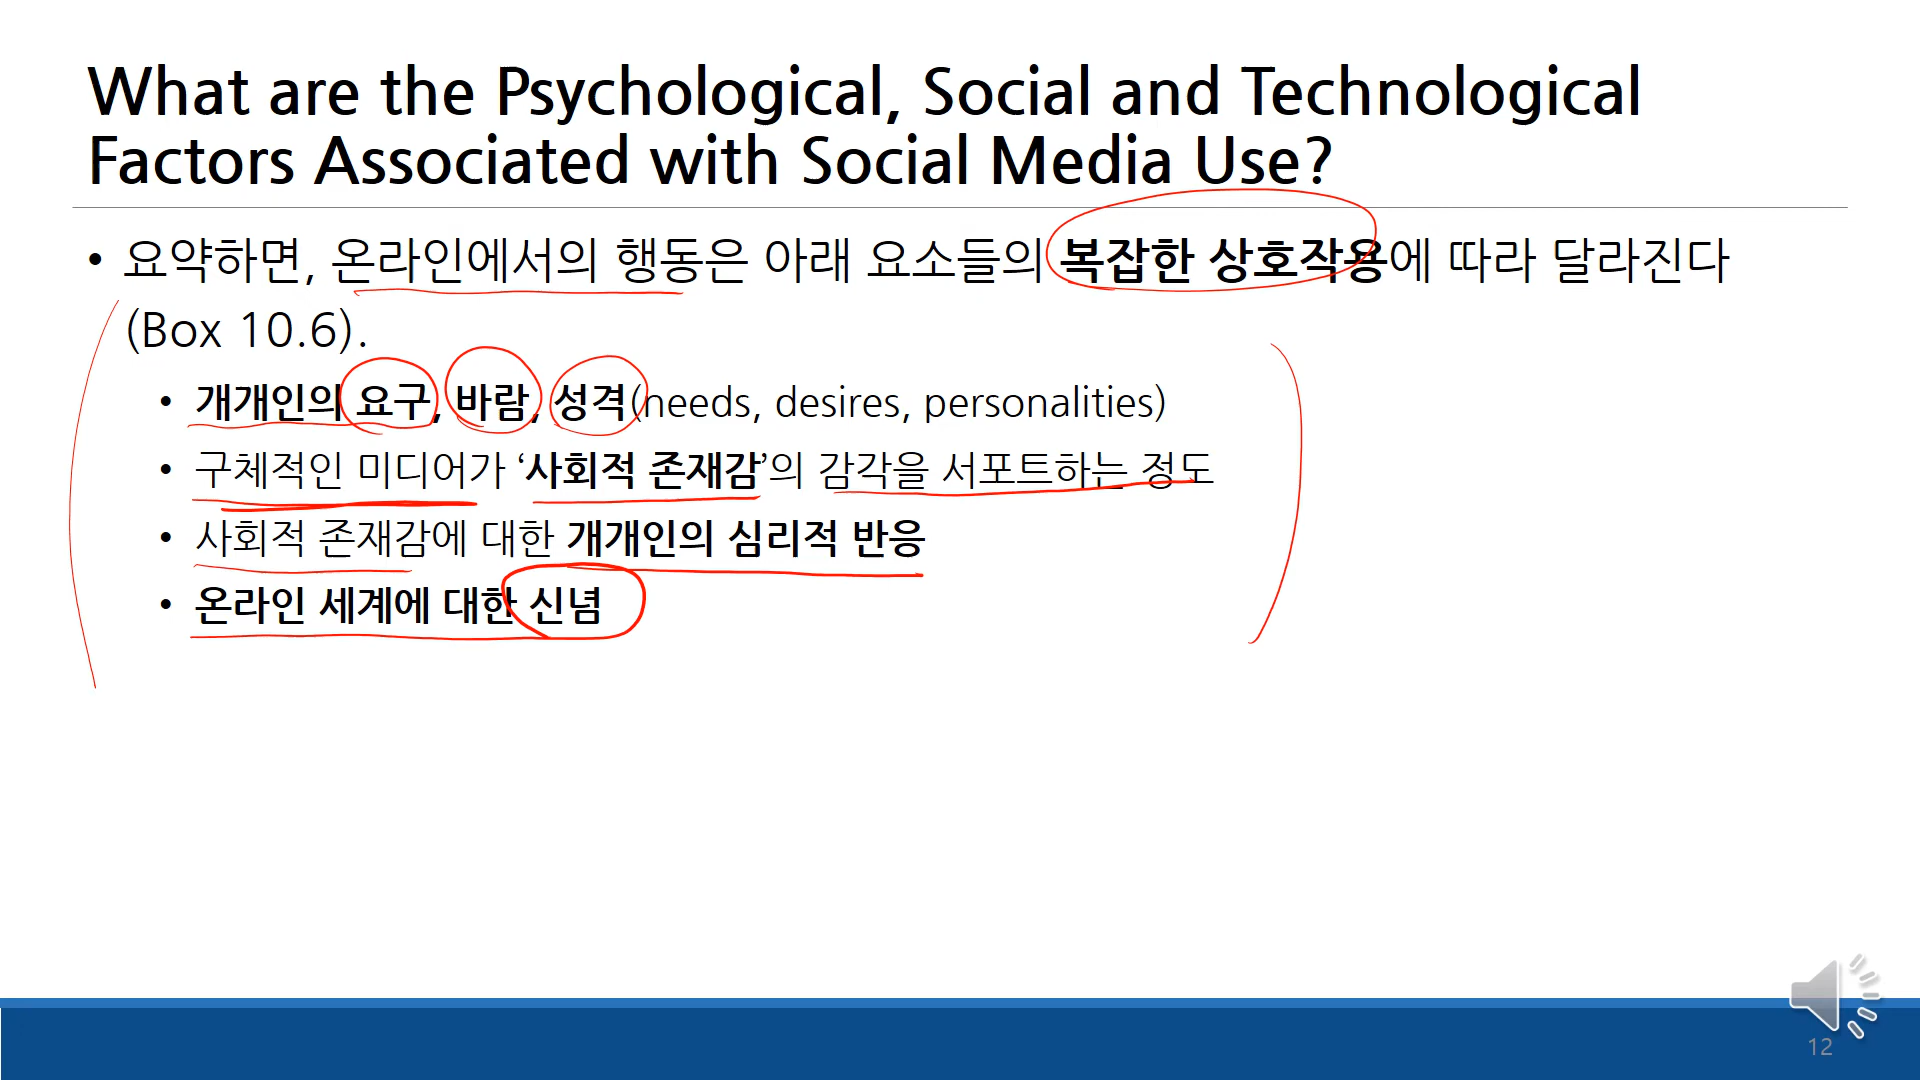 What are the Psychological, Social and Technological
Factors Associated with Social Media Use?
• 요약하면, 온라인에서의 행동은 아래 요소들의 복잡한 상호작용에 따라 달라진다
(Box 10.6).
• 개개인의 요구, 바람, 성격(needs, desires, personalities)
• 구체적인 미디어가 ‘사회적 존재감’의 감각을 서포트하는 정도
• 사회적 존재감에 대한 개개인의 심리적 반응
• 온라인 세계에 대한 신념
12